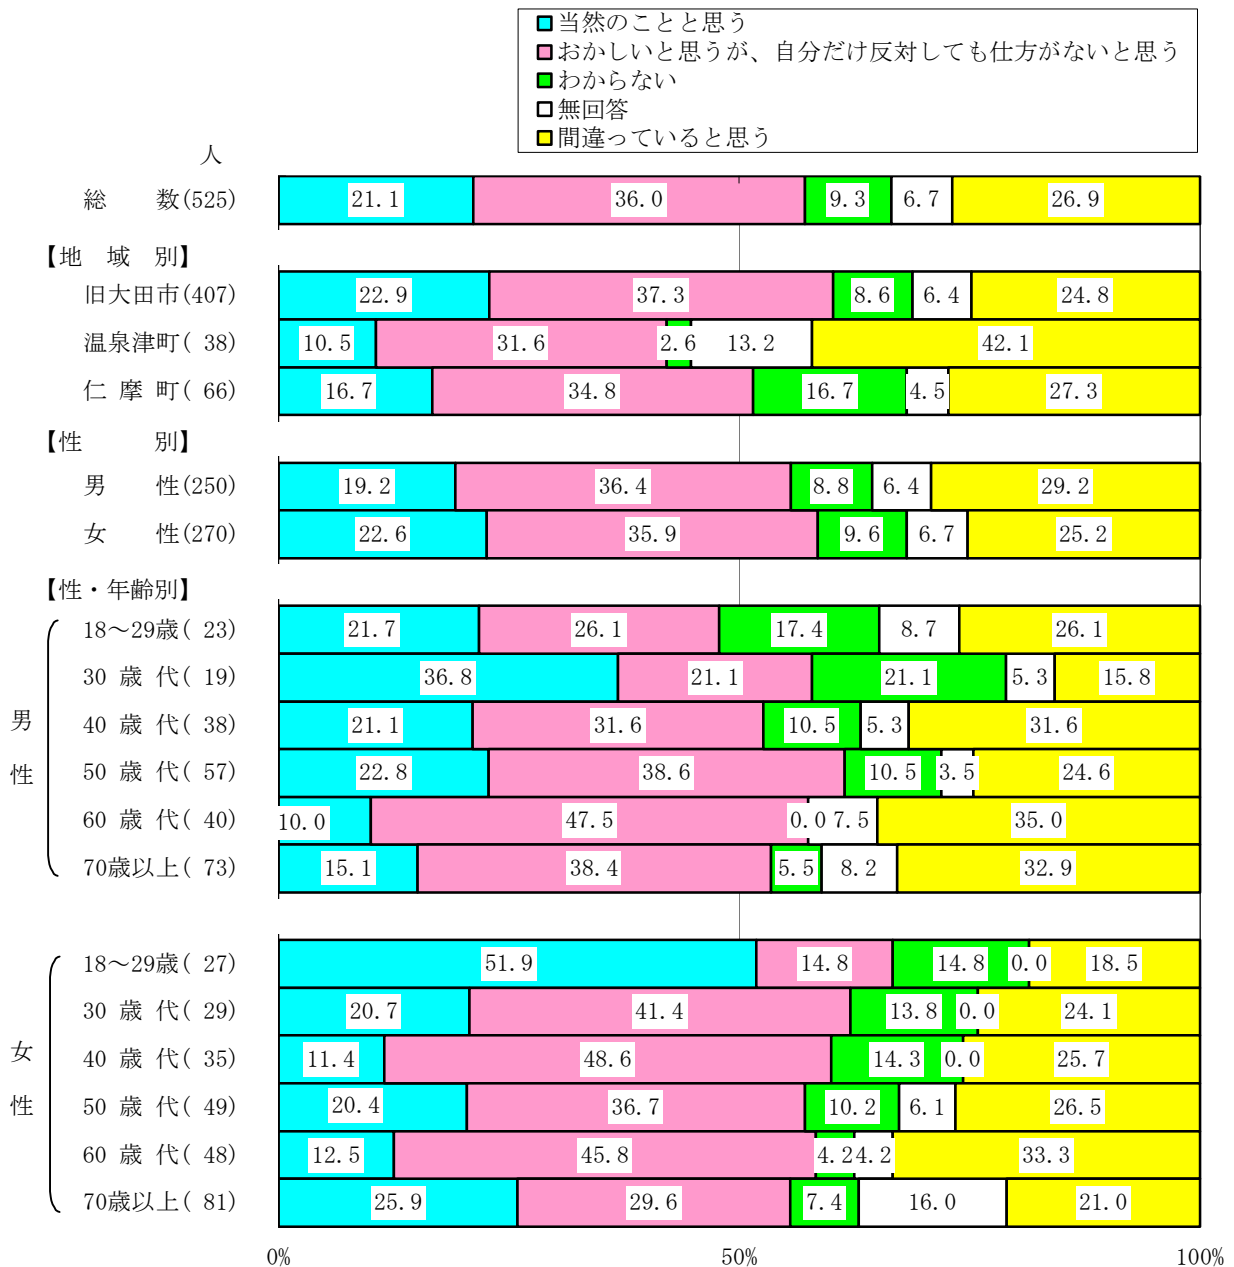 当然のことと思う
おかしいと思うが、自分だけ反対しても仕方がないと思う
わからない
無回答
間違っていると思う
人
総　　数(525) 21.1 36.0 9.3 6.7 26.9
【地　域　別】
旧大田市(407) 22.9 37.3 8.6 6.4 24.8
温泉津町( 38) 10.5 31.6 2.6 13.2 42.1
仁 摩 町( 66) 16.7 34.8 16.7 4.5 27.3
【性　　　別】
男　　性(250) 19.2 36.4 8.8 6.4 29.2
女　　性(270) 22.6 35.9 9.6 6.7 25.2
【性・年齢別】
男性
18～29歳( 23) 21.7 26.1 17.4 8.7 26.1
30 歳 代( 19) 36.8 21.1 21.1 5.3 15.8
40 歳 代( 38) 21.1 31.6 10.5 5.3 31.6
50 歳 代( 57) 22.8 38.6 10.5 3.5 24.6
60 歳 代( 40) 10.0 47.5 0.0 7.5 35.0
70歳以上( 73) 15.1 38.4 5.5 8.2 32.9
女性
18～29歳( 27) 51.9 14.8 14.8 0.0 18.5
30 歳 代( 29) 20.7 41.4 13.8 0.0 24.1
40 歳 代( 35) 11.4 48.6 14.3 0.0 25.7
50 歳 代( 49) 20.4 36.7 10.2 6.1 26.5
60 歳 代( 48) 12.5 45.8 4.2 4.2 33.3
70歳以上( 81) 25.9 29.6 7.4 16.0 21.0
0% 50% 100%